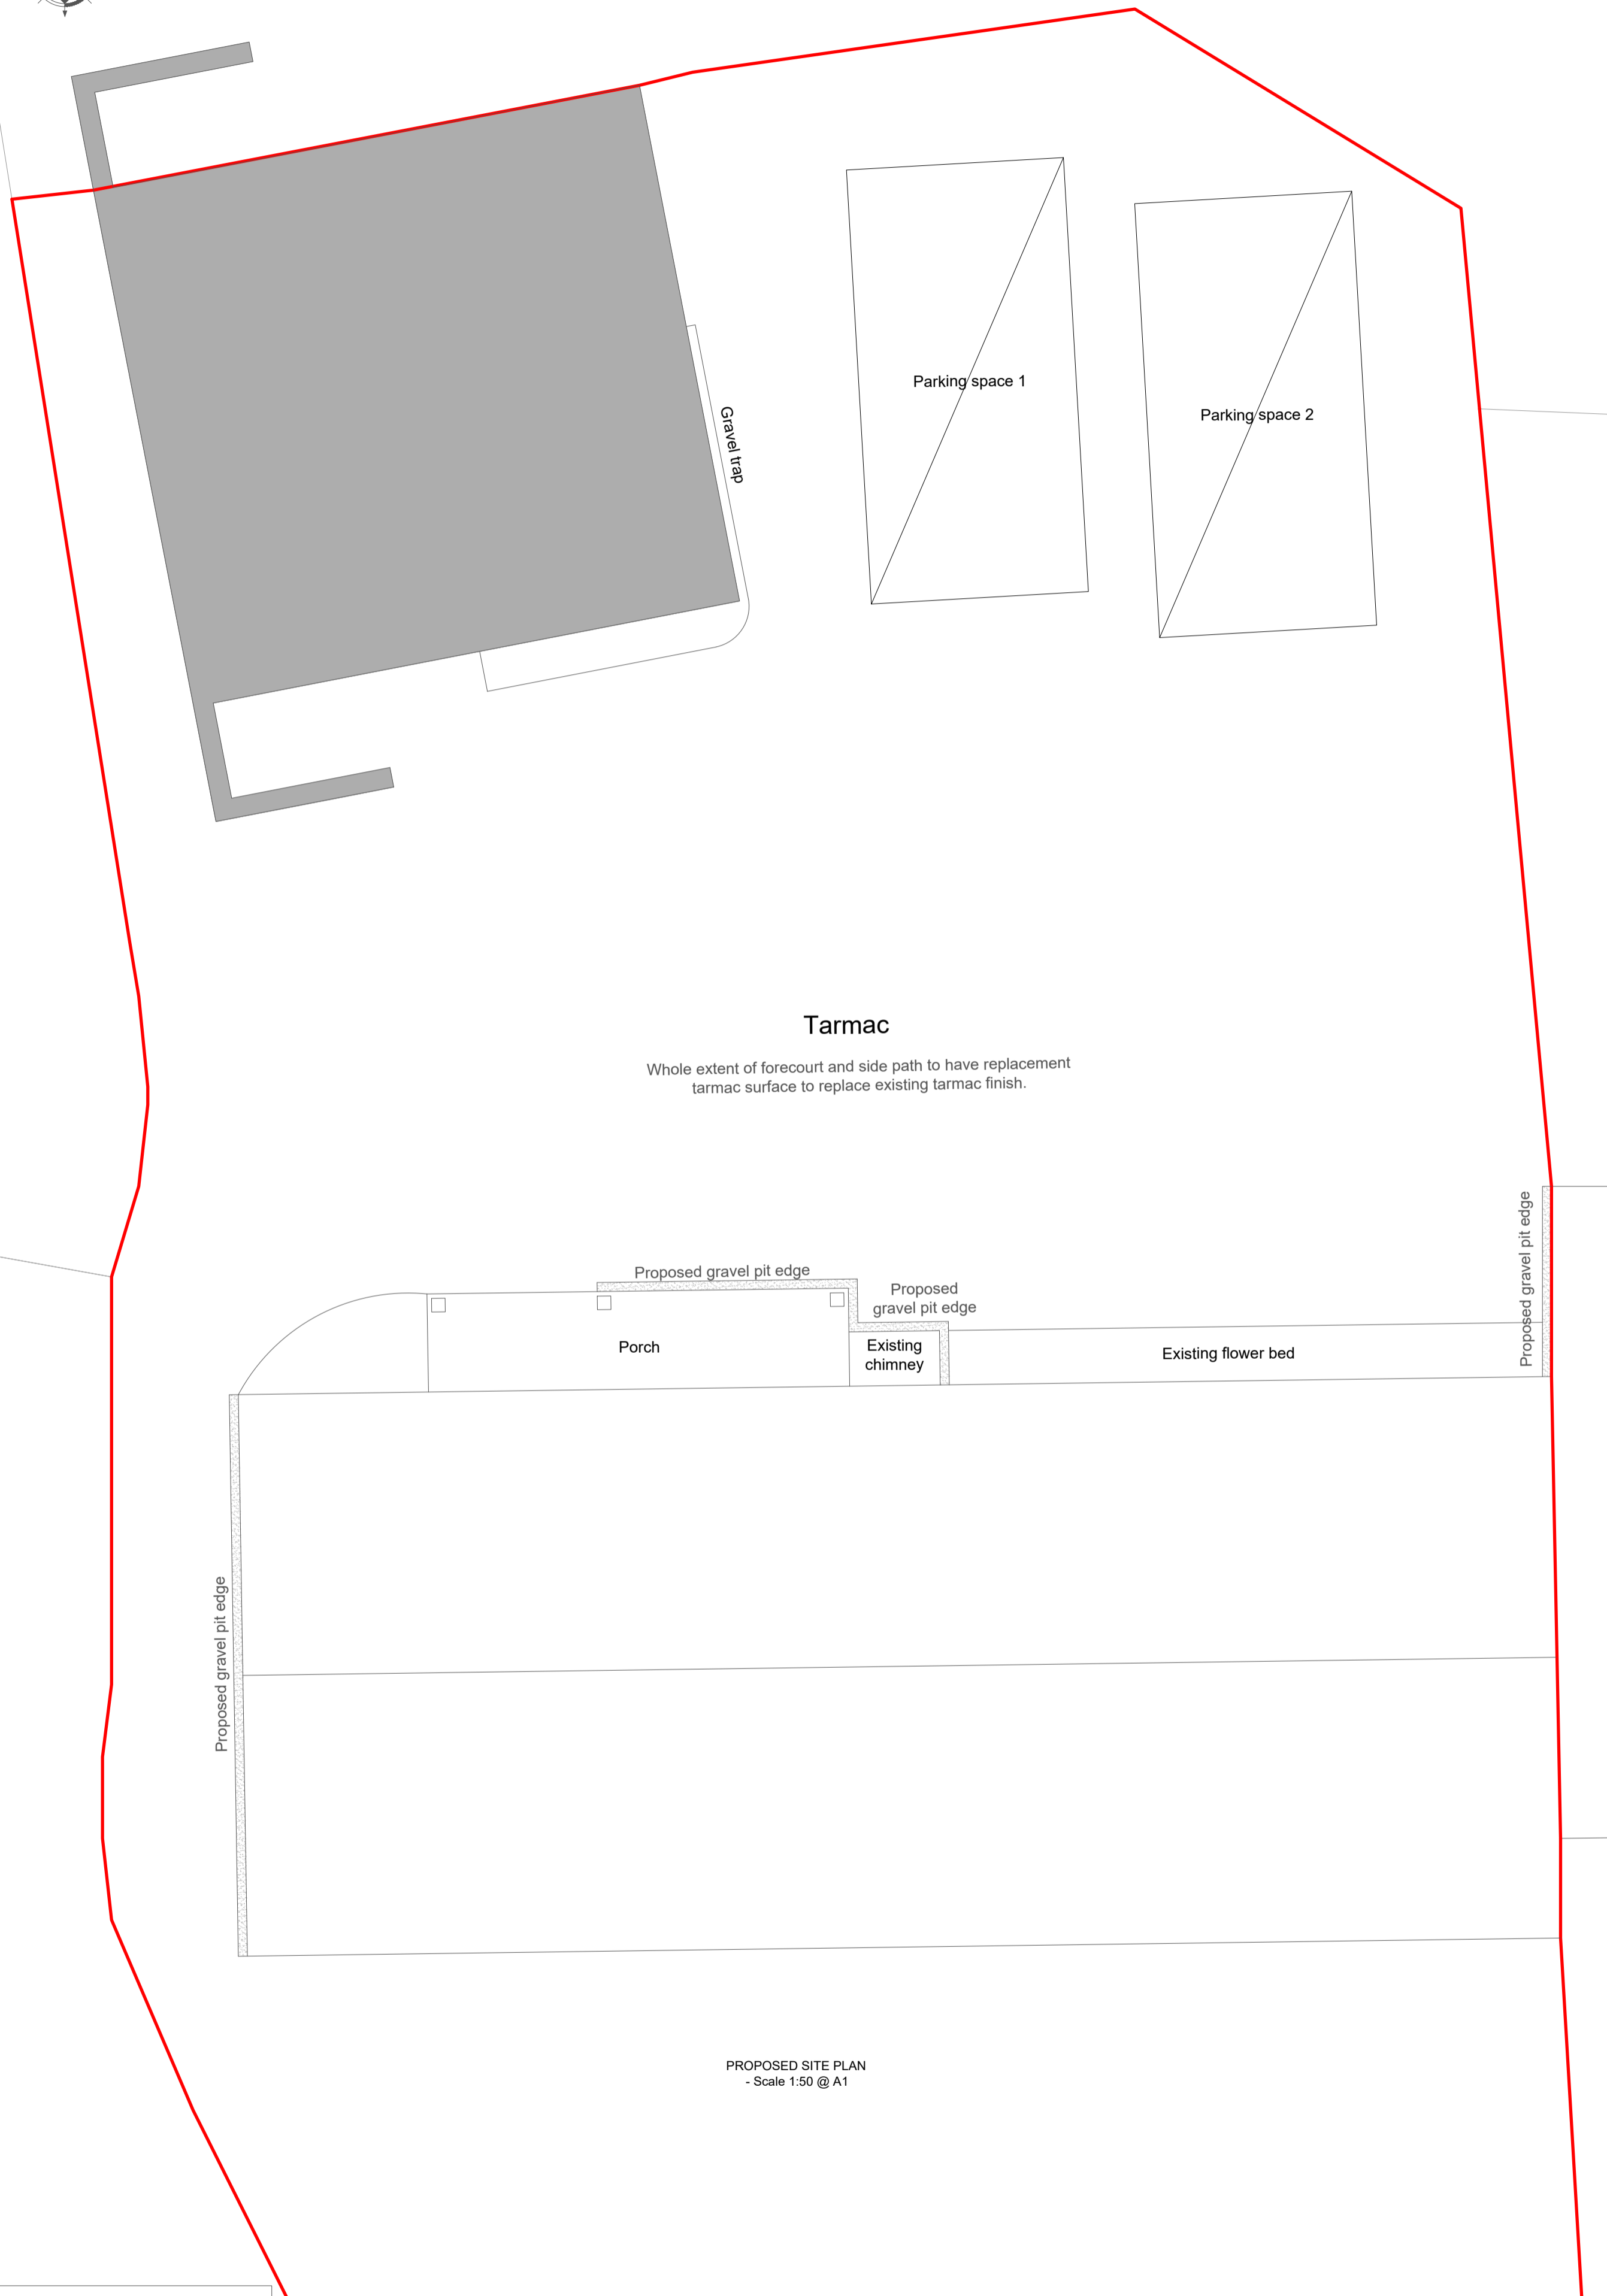 Parking space 1
Parking space 2
Gravel trap
Tarmac
Whole extent of forecourt and side path to have replacement
tarmac surface to replace existing tarmac finish.
Proposed gravel pit edge
Proposed gravel pit edge
Proposed
gravel pit edge
Porch
Existing
chimney
Existing flower bed
Proposed gravel pit edge
PROPOSED SITE PLAN
- Scale 1:50 @ A1